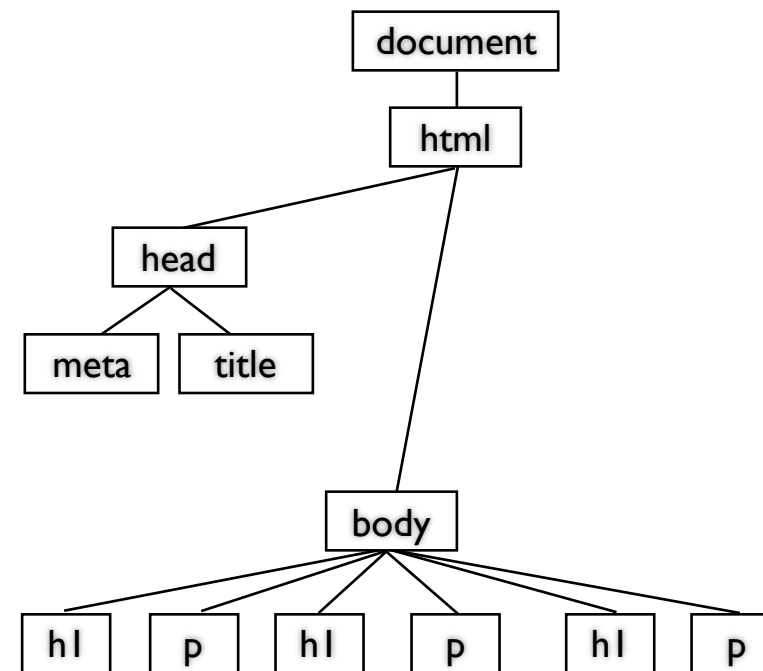 document
html
head
meta title
body
h1 p h1 p h1 p